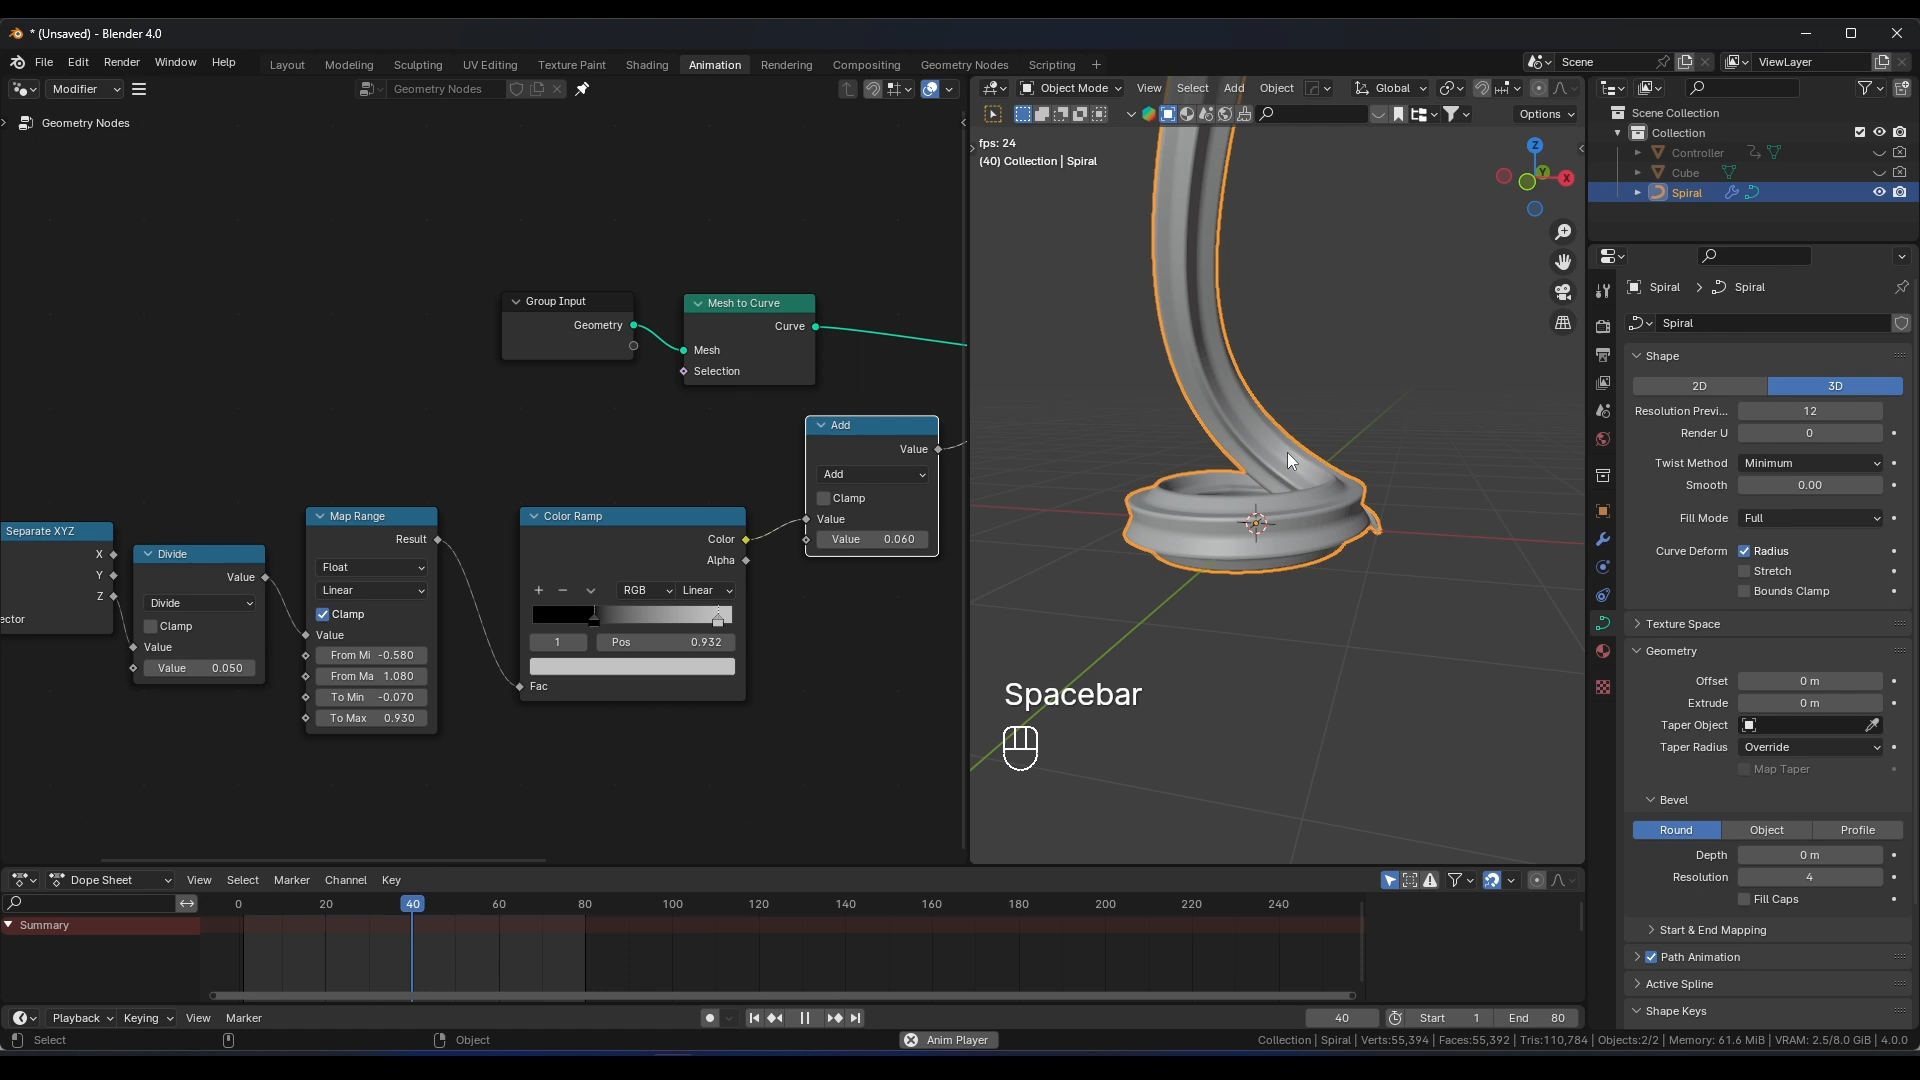 * (Unsaved) - Blender 4.0
File Edit Render Window Help
Layout Modeling Sculpting UV Editing Texture Paint Shading Animation Rendering Compositing Geometry Nodes Scripting +
Scene
ViewLayer
Modifier
Geometry Nodes
Geometry Nodes
Group Input
Geometry
Mesh to Curve
Curve
Mesh
Selection
Add
Value
Add
Clamp
Value
Value 0.060
Separate XYZ
X
Y
Z
ector
Divide
Value
Divide
Clamp
Value
Value 0.050
Map Range
Result
Float
Linear
Clamp
Value
From Mi -0.580
From Ma 1.080
To Min -0.070
To Max 0.930
Color Ramp
Color
Alpha
RGB Linear
1 Pos 0.932
Fac
Object Mode View Select Add Object Global
Options
fps: 24
(40) Collection | Spiral
Z
Y
X
Spacebar
Scene Collection
Collection
Controller
Cube
Spiral
Spiral > Spiral
Spiral
Shape
2D 3D
Resolution Previ... 12
Render U 0
Twist Method Minimum
Smooth 0.00
Fill Mode Full
Curve Deform Radius
Stretch
Bounds Clamp
Texture Space
Geometry
Offset 0 m
Extrude 0 m
Taper Object
Taper Radius Override
Map Taper
Bevel
Round Object Profile
Depth 0 m
Resolution 4
Fill Caps
Start & End Mapping
Path Animation
Active Spline
Shape Keys
Dope Sheet View Select Marker Channel Key
0 20 40 60 80 100 120 140 160 180 200 220 240
Summary
Playback Keying View Marker
40 Start 1 End 80
Select
Object
Anim Player
Collection | Spiral | Verts:55,394 | Faces:55,392 | Tris:110,784 | Objects:2/2 | Memory: 61.6 MiB | VRAM: 2.5/8.0 GiB | 4.0.0